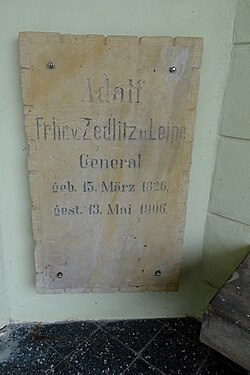 Adolf
Frhr. v. Zedlitz u. Leipe
General
geb. 15. März 1826.
gest. 13. Mai 1906.